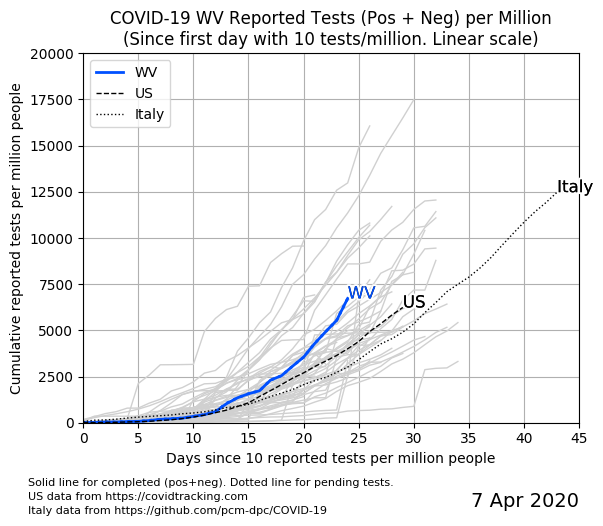 COVID-19 WV Reported Tests (Pos + Neg) per Million
(Since first day with 10 tests/million. Linear scale)
Cumulative reported tests per million people
20000
17500
15000
12500
10000
7500
5000
2500
0
WV
US
Italy
Italy
WV
US
0 5 10 15 20 25 30 35 40 45
Days since 10 reported tests per million people
Solid line for completed (pos+neg). Dotted line for pending tests.
US data from https://covidtracking.com
Italy data from https://github.com/pcm-dpc/COVID-19
7 Apr 2020